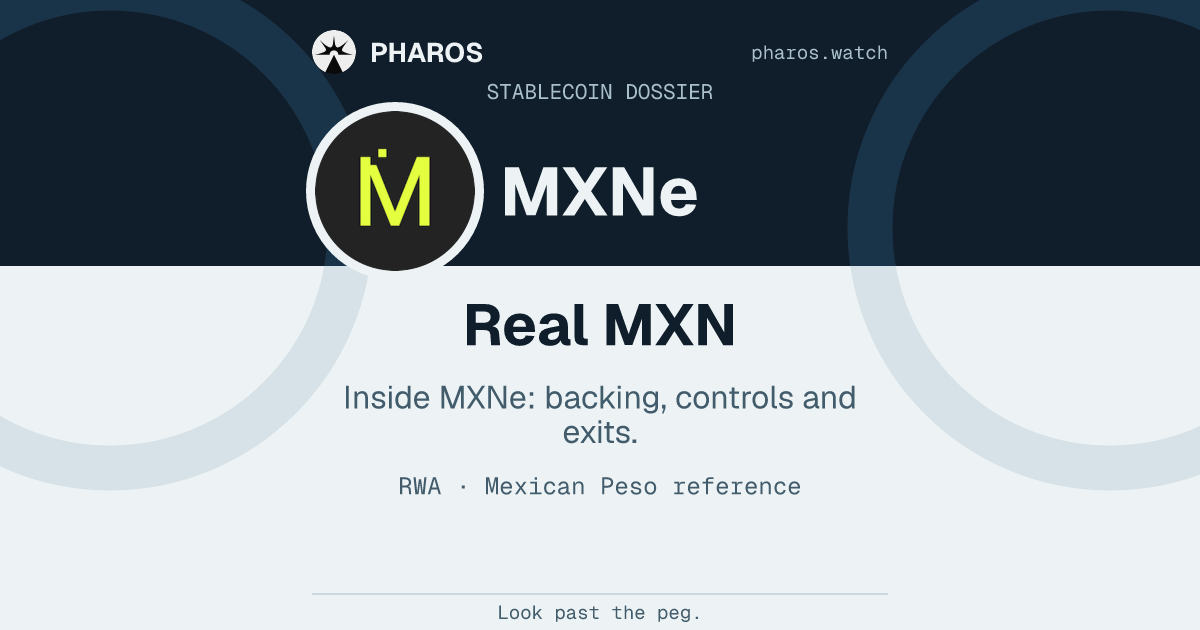 PHAROS
pharos.watch
STABLECOIN DOSSIER
M
MXNe
Real MXN
Inside MXNe: backing, controls and
exits.
RWA · Mexican Peso reference
Look past the peg.